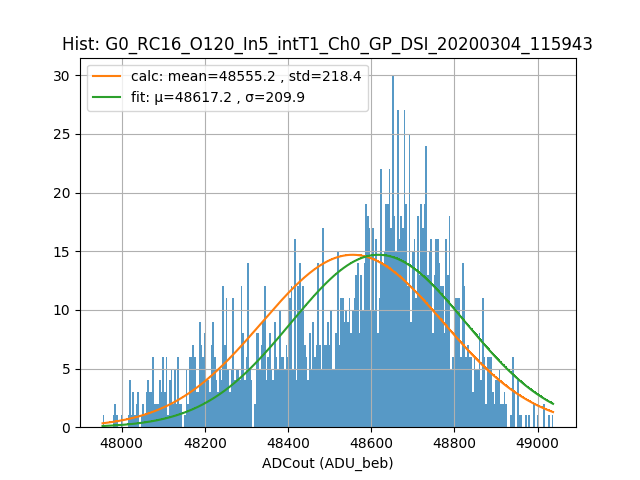 Hist: G0_RC16_O120_In5_intT1_Ch0_GP_DSI_20200304_115943
calc: mean=48555.2 , std=218.4
fit: μ=48617.2 , σ=209.9
30
25
20
15
10
5
0
48000 48200 48400 48600 48800 49000
ADCout (ADU_beb)